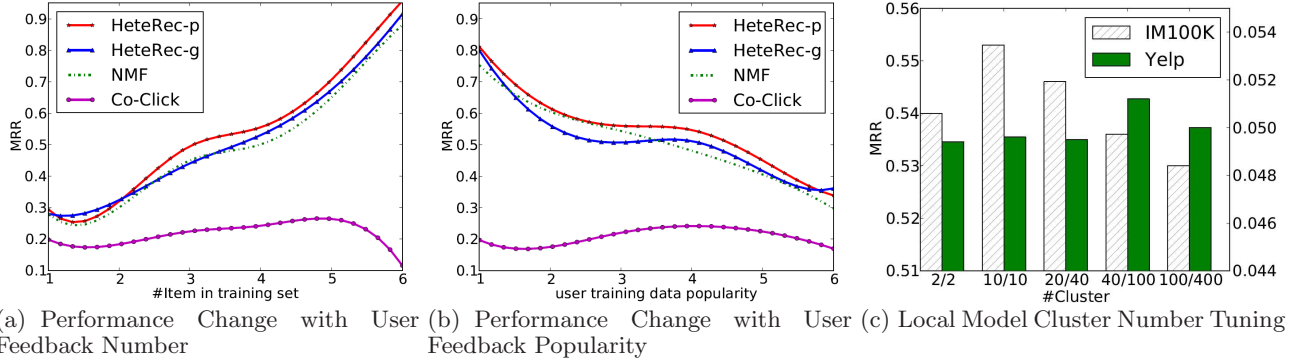 0.9
0.8
0.7
0.6
0.5
0.4
0.3
0.2
0.1
MRR
HeteRec-p
HeteRec-g
NMF
Co-Click
1 2 3 4 5 6
#Item in training set
(a) Performance Change with User
Feedback Number
0.9
0.8
0.7
0.6
0.5
0.4
0.3
0.2
0.1
MRR
HeteRec-p
HeteRec-g
NMF
Co-Click
1 2 3 4 5 6
user training data popularity
(b) Performance Change with User
Feedback Popularity
0.56
0.55
0.54
0.53
0.52
0.51
MRR
IM100K
Yelp
0.054
0.052
0.050
0.048
0.046
0.044
2/2 10/10 20/40 40/100 100/400
#Cluster
(c) Local Model Cluster Number Tuning